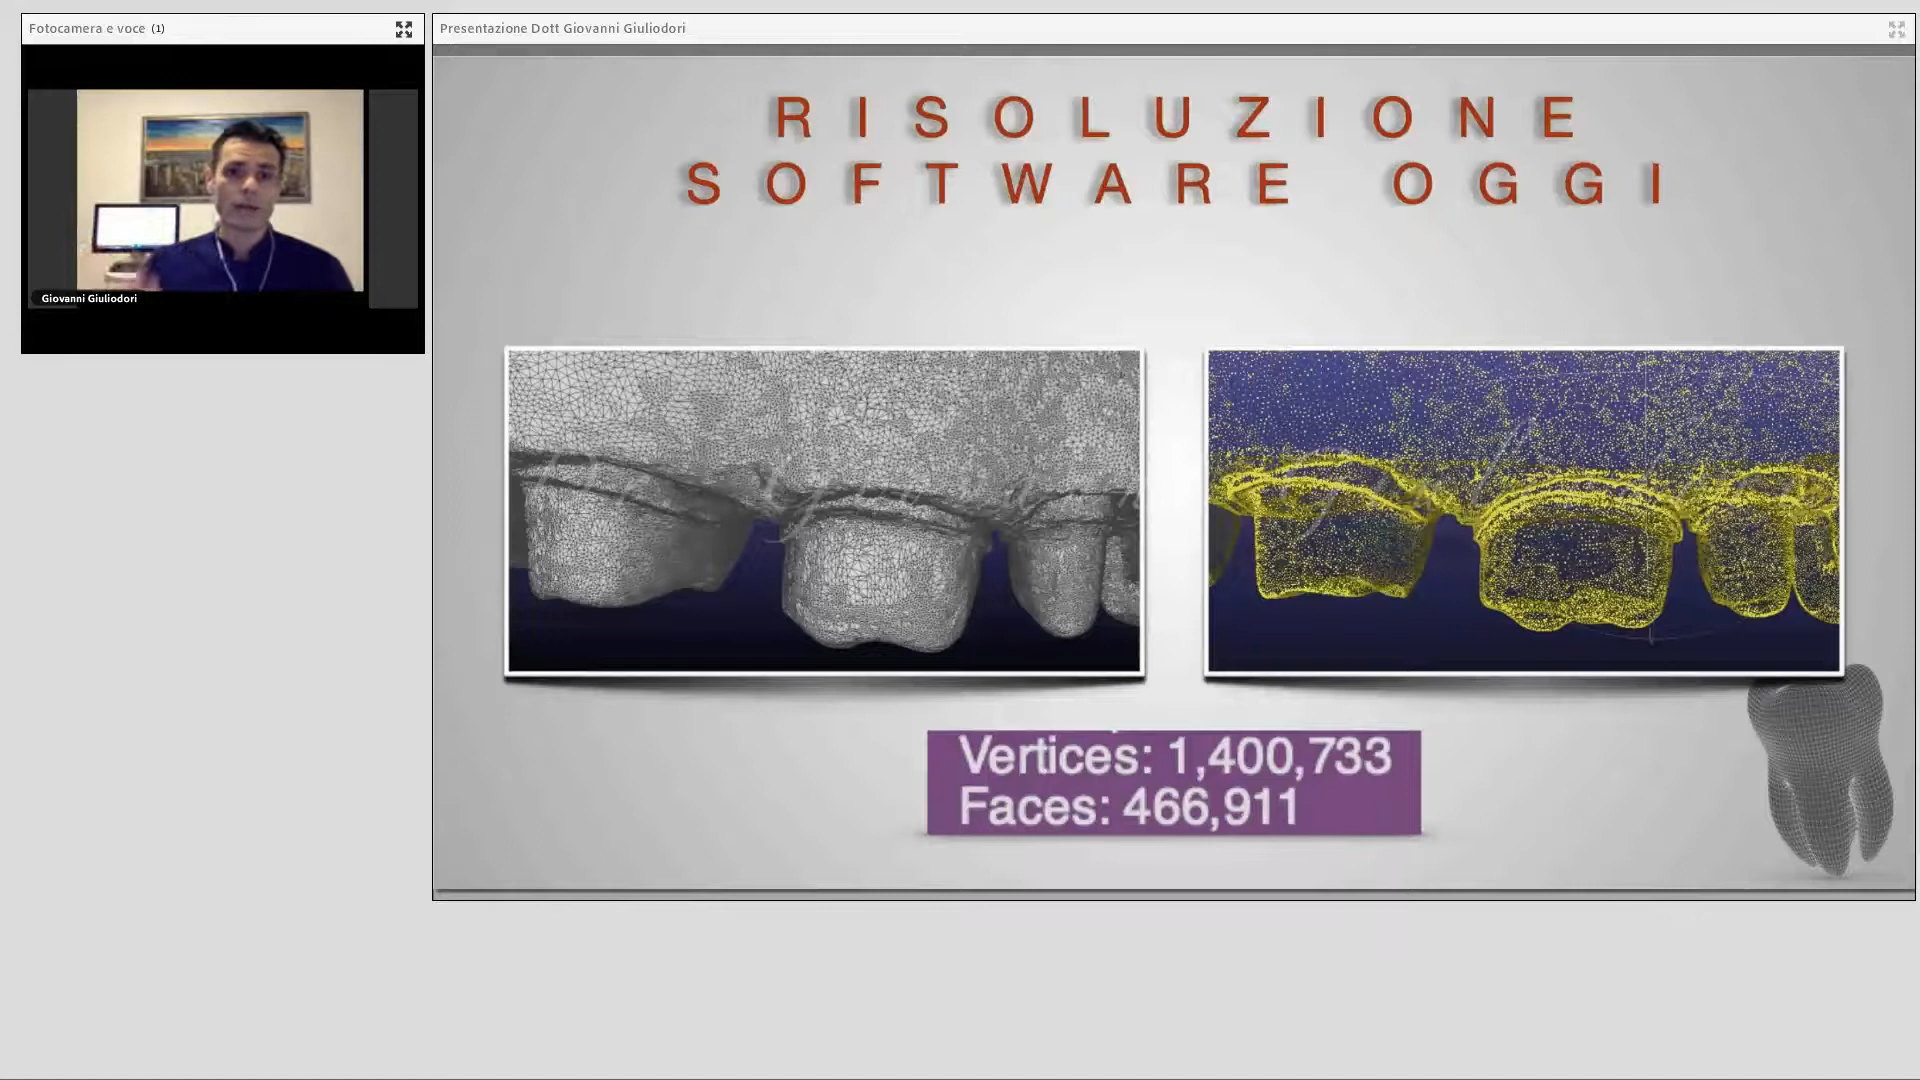 Fotocamera e voce (1)
Giovanni Giuliodori
Presentazione Dott Giovanni Giuliodori
RISOLUZIONE
SOFTWARE OGGI
Vertices: 1,400,733
Faces: 466,911